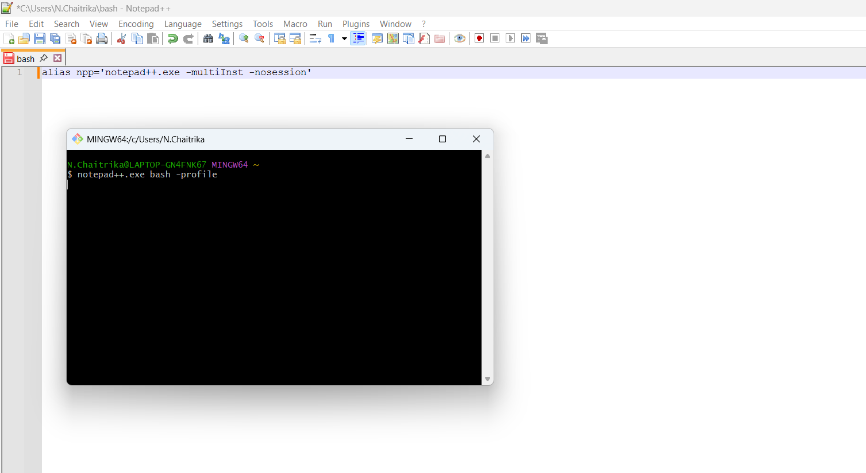 *C:\Users\N.Chaitrika\bash - Notepad++
File Edit Search View Encoding Language Settings Tools Macro Run Plugins Window ?
bash
1 alias npp='notepad++.exe -multiInst -nosession'
MINGW64:/c/Users/N.Chaitrika
N.Chaitrika@LAPTOP-GN4FNK67 MINGW64 ~
$ notepad++.exe bash -profile